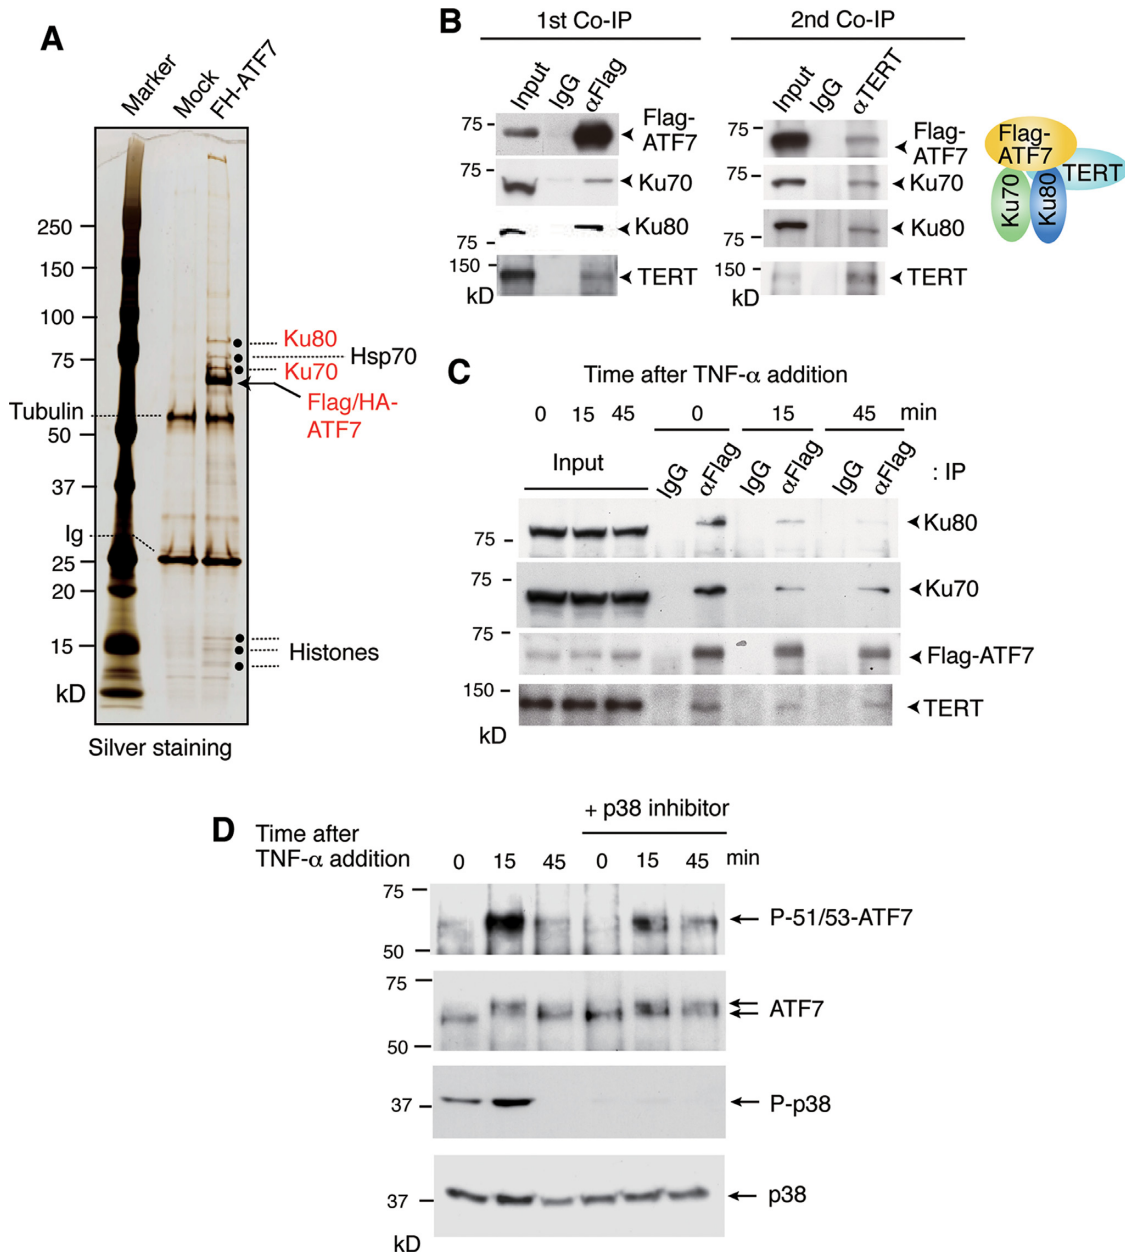 A
Marker
Mock
FH-ATF7
250
150
100
75
50
37
25
20
15
kD
Tubulin
Ig
Ku80
Hsp70
Ku70
Flag/HA-
ATF7
Histones
Silver staining
B
1st Co-IP
Input
IgG
αFlag
75
Flag-
ATF7
75
Ku70
75
Ku80
150
TERT
kD
2nd Co-IP
Input
IgG
αTERT
75
Flag-
ATF7
75
Ku70
75
Ku80
150
TERT
kD
Flag-
ATF7
TERT
Ku70
Ku80
C
Time after TNF-α addition
0 15 45 0 15 45 min
Input
IgG
αFlag
IgG
αFlag
IgG
αFlag
: IP
75
Ku80
75
Ku70
75
Flag-ATF7
150
TERT
kD
D
+ p38 inhibitor
Time after
TNF-α addition
0 15 45 0 15 45 min
75
P-51/53-ATF7
50
75
ATF7
50
37
P-p38
37
p38
kD